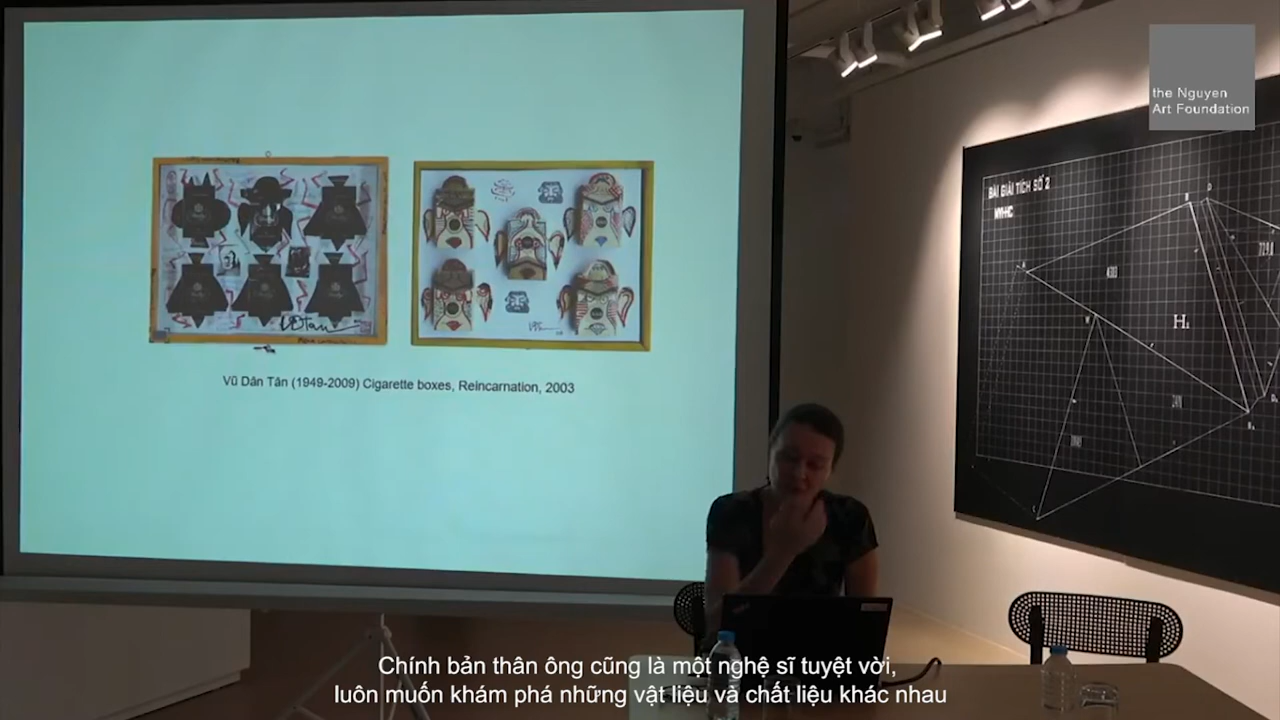 the Nguyen
Art Foundation
BÀI GIẢI TÍCH SỐ 2
H₁
VDTan
Vũ Dân Tân (1949-2009) Cigarette boxes, Reincarnation, 2003
Chính bản thân ông cũng là một nghệ sĩ tuyệt vời,
luôn muốn khám phá những vật liệu và chất liệu khác nhau